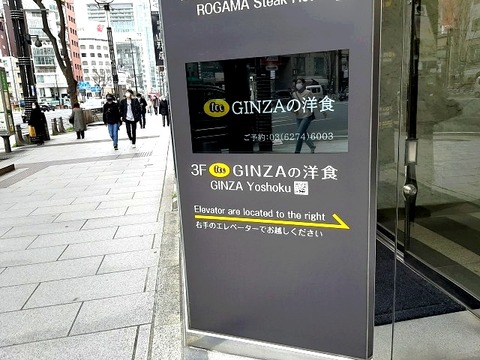 ROGAMA Steak
GINZAの洋食
ご予約:03(6274)6003
3F GINZAの洋食
GINZA Yoshoku
Elevator are located to the right
右手のエレベーターでお越しください